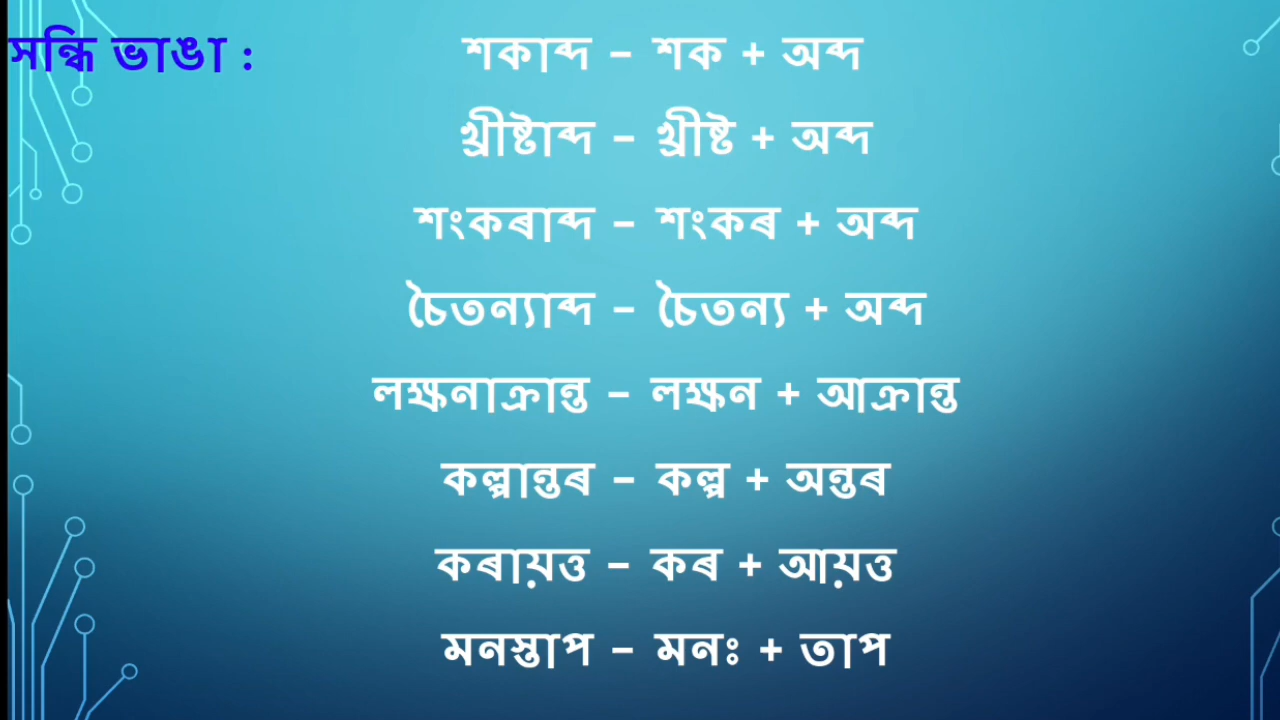 সন্ধি ভাঙা :
শকাব্দ – শক + অব্দ
খ্ৰীষ্টাব্দ – খ্ৰীষ্ট + অব্দ
শংকৰাব্দ – শংকৰ + অব্দ
চৈতন্যাব্দ – চৈতন্য + অব্দ
লক্ষনাক্ৰান্ত – লক্ষন + আক্ৰান্ত
কল্পান্তৰ – কল্প + অন্তৰ
কৰায়ত্ত – কৰ + আয়ত্ত
মনস্তাপ – মনঃ + তাপ